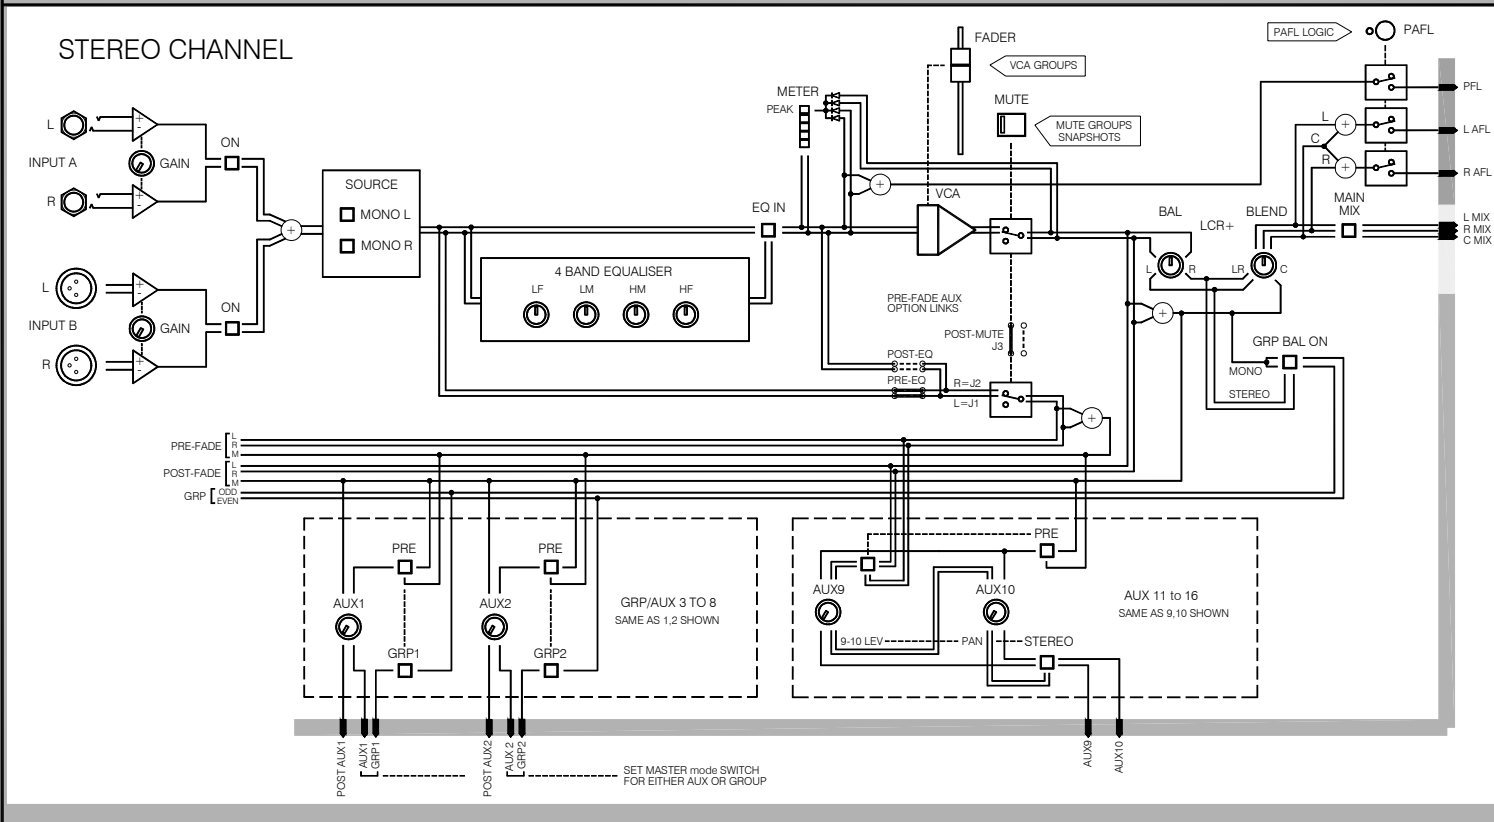 STEREO CHANNEL
PAFL LOGIC
PAFL
FADER
VCA GROUPS
METER
PEAK
MUTE
MUTE GROUPS
SNAPSHOTS
PFL
L AFL
R AFL
L
C
R
L
INPUT A
GAIN
R
ON
SOURCE
MONO L
MONO R
EQ IN
VCA
BAL
LCR+
BLEND
MAIN
MIX
L MIX
R MIX
C MIX
L
R
LR
C
4 BAND EQUALISER
LF
LM
HM
HF
L
INPUT B
GAIN
R
ON
PRE-FADE AUX
OPTION LINKS
POST-MUTE
J3
POST-EQ
PRE-EQ
R=J2
L=J1
GRP BAL ON
MONO
STEREO
PRE-FADE
L
R
M
POST-FADE
L
R
M
GRP
ODD
EVEN
PRE
AUX1
GRP1
PRE
AUX2
GRP2
GRP/AUX 3 TO 8
SAME AS 1,2 SHOWN
PRE
AUX9
AUX10
9-10 LEV
PAN
STEREO
AUX 11 to 16
SAME AS 9,10 SHOWN
POST AUX1
AUX1
GRP1
POST AUX2
AUX 2
GRP2
SET MASTER mode SWITCH
FOR EITHER AUX OR GROUP
AUX9
AUX10